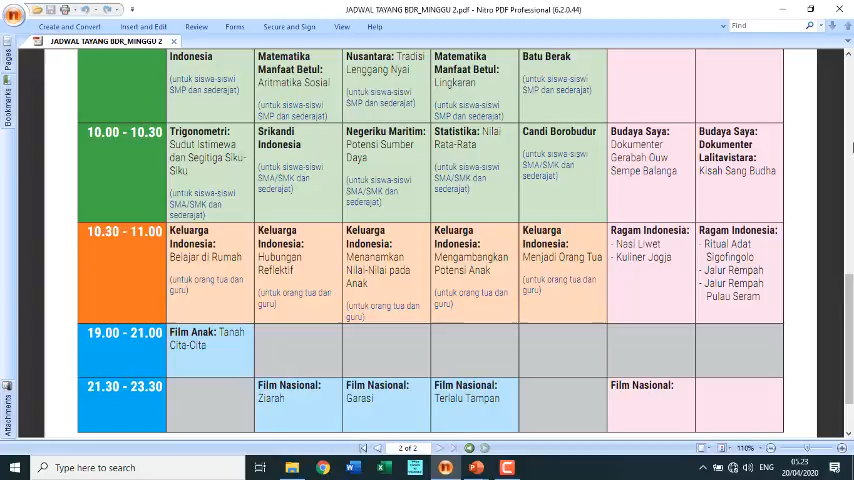 JADWAL TAYANG BDR_MINGGU 2.pdf - Nitro PDF Professional (6.2.0.44)
Create and Convert
Insert and Edit
Review
Forms
Secure and Sign
View
Help
Find
JADWAL TAYANG BDR_MINGGU 2
Pages
Bookmarks
Attachments
Indonesia
(untuk siswa-siswi
SMP dan sederajat)
Matematika
Manfaat Betul:
Aritmatika Sosial
(untuk siswa-siswi
SMP dan sederajat)
Nusantara: Tradisi
Lenggang Nyai
(untuk siswa-siswi
SMP dan sederajat)
Matematika
Manfaat Betul:
Lingkaran
(untuk siswa-siswi
SMP dan sederajat)
Batu Berak
(untuk siswa-siswi
SMP dan sederajat)
10.00 - 10.30
Trigonometri:
Sudut istimewa
dan Segitiga Siku-
Siku
(untuk siswa-siswi
SMA/SMK dan
sederajat)
Srikandi
Indonesia
(untuk siswa-siswi
SMA/SMK dan
sederajat)
Negeriku Maritim:
Potensi Sumber
Daya
(untuk siswa-siswi
SMA/SMK dan
sederajat)
Statistika: Nilai
Rata-Rata
(untuk siswa-siswi
SMA/SMK dan
sederajat)
Candi Borobudur
(untuk siswa-siswi
SMA/SMK dan
sederajat)
Budaya Saya:
Dokumenter
Gerabah Ouw
Sempe Balanga
Budaya Saya:
Dokumenter
Lalitavistara:
Kisah Sang Budha
10.30 - 11.00
Keluarga
Indonesia:
Belajar di Rumah
(untuk orang tua dan
guru)
Keluarga
Indonesia:
Hubungan
Reflektif
(untuk orang tua dan
guru)
Keluarga
Indonesia:
Menanamkan
Nilai-Nilai pada
Anak
(untuk orang tua dan
guru)
Keluarga
Indonesia:
Mengambangkan
Potensi Anak
(untuk orang tua dan
guru)
Keluarga
Indonesia:
Menjadi Orang Tua
(untuk orang tua dan
guru)
Ragam Indonesia:
- Nasi Liwet
- Kuliner Jogja
Ragam Indonesia:
- Ritual Adat
Sigofingolo
- Jalur Rempah
- Jalur Rempah
Pulau Seram
19.00 - 21.00
Film Anak: Tanah
Cita-Cita
21.30 - 23.30
Film Nasional:
Ziarah
Film Nasional:
Garasi
Film Nasional:
Terlalu Tampan
Film Nasional:
2 of 2
110%
Type here to search
ENG
05.23
20/04/2020